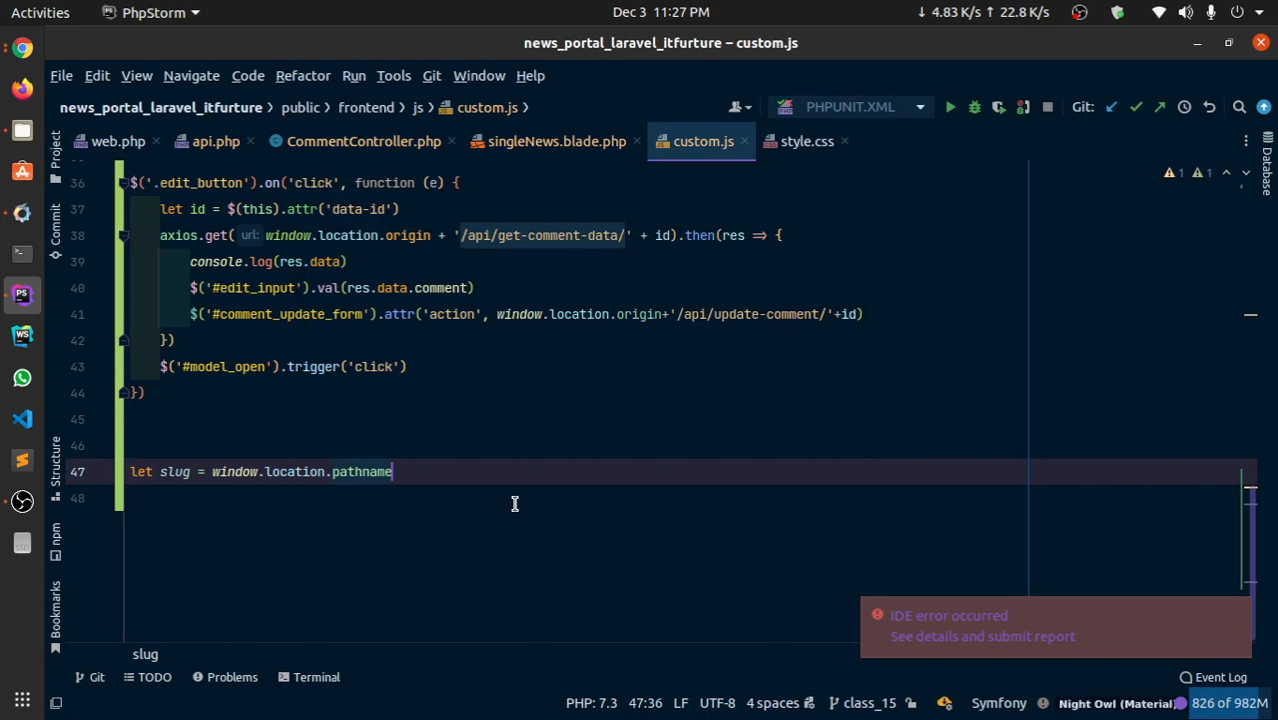 Activities
PhpStorm
Dec 3 11:27 PM
↓ 4.83 K/s ↑ 22.8 K/s
news_portal_laravel_itfurture – custom.js
File Edit View Navigate Code Refactor Run Tools Git Window Help
news_portal_laravel_itfurture › public › frontend › js › custom.js ›
PHPUNIT.XML
Git:
web.php
api.php
CommentController.php
singleNews.blade.php
custom.js
style.css
Project
Commit
Structure
npm
Bookmarks
Database
1 1
36 $('.edit_button').on('click', function (e) {
37 let id = $(this).attr('data-id')
38 axios.get( url: window.location.origin + '/api/get-comment-data/' + id).then(res => {
39 console.log(res.data)
40 $('#edit_input').val(res.data.comment)
41 $('#comment_update_form').attr('action', window.location.origin+'/api/update-comment/'+id)
42 })
43 $('#model_open').trigger('click')
44 })
45
46
47 let slug = window.location.pathname
48
IDE error occurred
See details and submit report
slug
Git TODO Problems Terminal
Event Log
PHP: 7.3 47:36 LF UTF-8 4 spaces class_15 Symfony Night Owl (Material) 826 of 982M
PS
WS
SSD